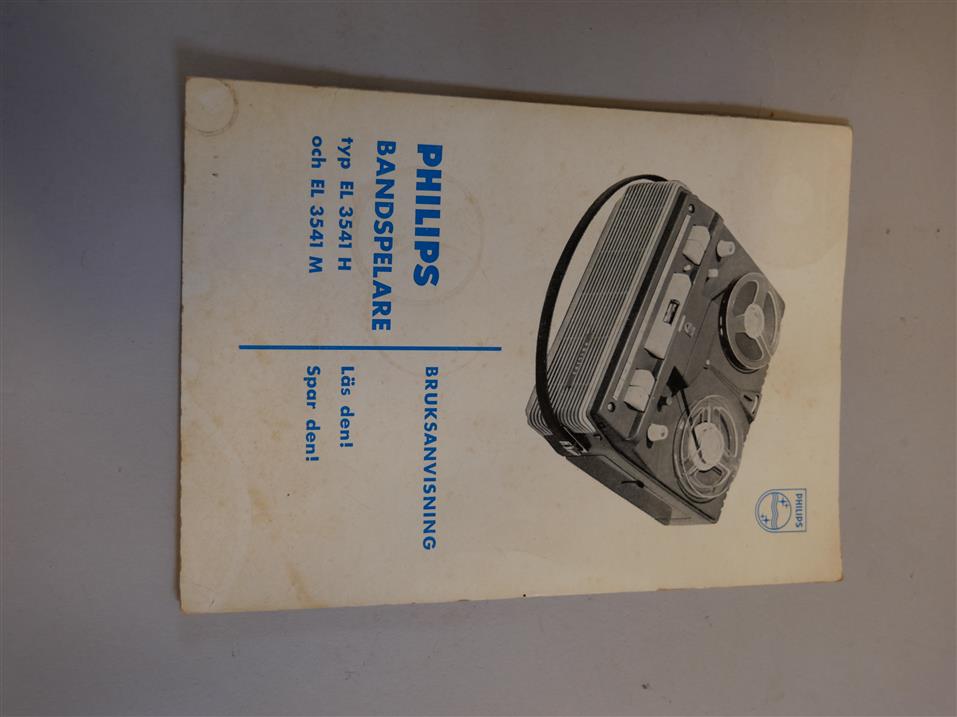 PHILIPS
PHILIPS
BANDSPELARE
typ EL 3541 H
och EL 3541 M
BRUKSANVISNING
Läs den!
Spar den!